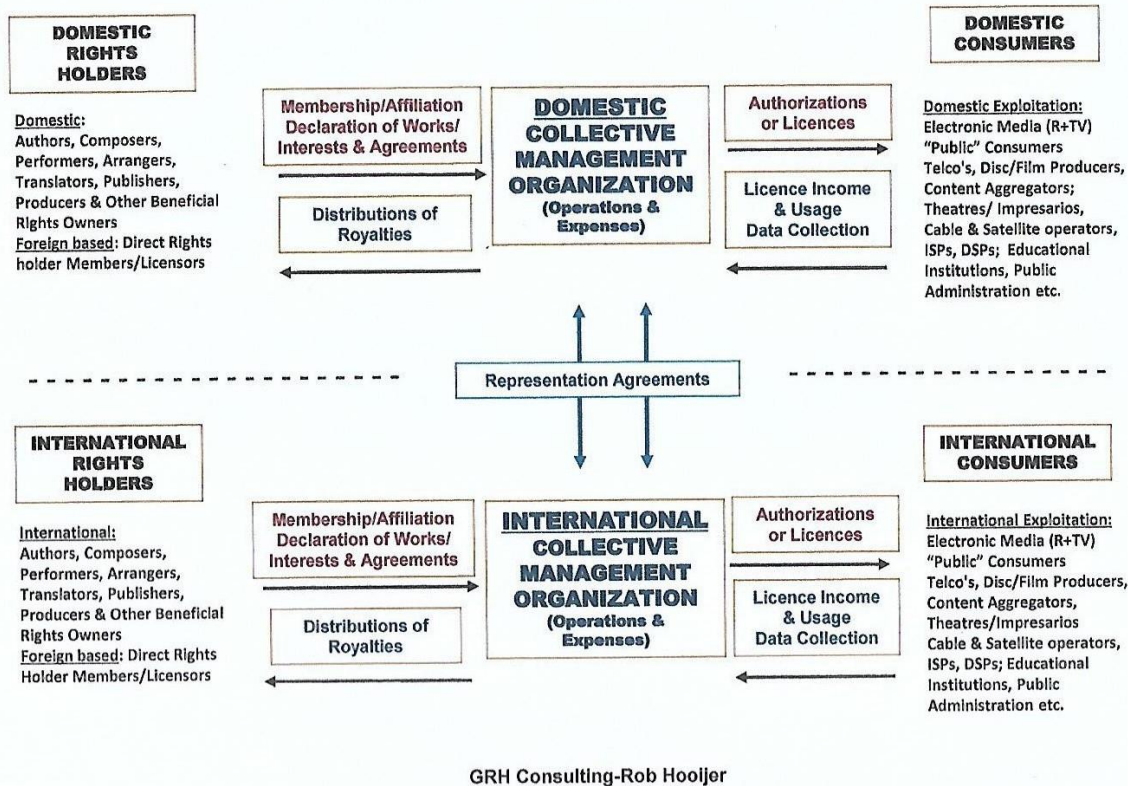 DOMESTIC
RIGHTS
HOLDERS
Domestic:
Authors, Composers,
Performers, Arrangers,
Translators, Publishers,
Producers & Other Beneficial
Rights Owners
Foreign based: Direct Rights
holder Members/Licensors
Membership/Affiliation
Declaration of Works/
Interests & Agreements
Distributions of
Royalties
DOMESTIC
COLLECTIVE
MANAGEMENT
ORGANIZATION
(Operations &
Expenses)
Authorizations
or Licences
Licence Income
& Usage
Data Collection
DOMESTIC
CONSUMERS
Domestic Exploitation:
Electronic Media (R+TV)
"Public" Consumers
Telco's, Disc/Film Producers,
Content Aggregators;
Theatres/ Impresarios,
Cable & Satellite operators,
ISPs, DSPs; Educational
Institutions, Public
Administration etc.
Representation Agreements
INTERNATIONAL
RIGHTS
HOLDERS
International:
Authors, Composers,
Performers, Arrangers,
Translators, Publishers,
Producers & Other Beneficial
Rights Owners
Foreign based: Direct Rights
Holder Members/Licensors
Membership/Affiliation
Declaration of Works/
Interests & Agreements
Distributions of
Royalties
INTERNATIONAL
COLLECTIVE
MANAGEMENT
ORGANIZATION
(Operations &
Expenses)
Authorizations
or Licences
Licence Income
& Usage
Data Collection
INTERNATIONAL
CONSUMERS
International Exploitation:
Electronic Media (R+TV)
"Public" Consumers
Telco's, Disc/Film Producers,
Content Aggregators,
Theatres/Impresarios
Cable & Satellite operators,
ISPs, DSPs; Educational
Institutions, Public
Administration etc.
GRH Consulting-Rob Hooijer